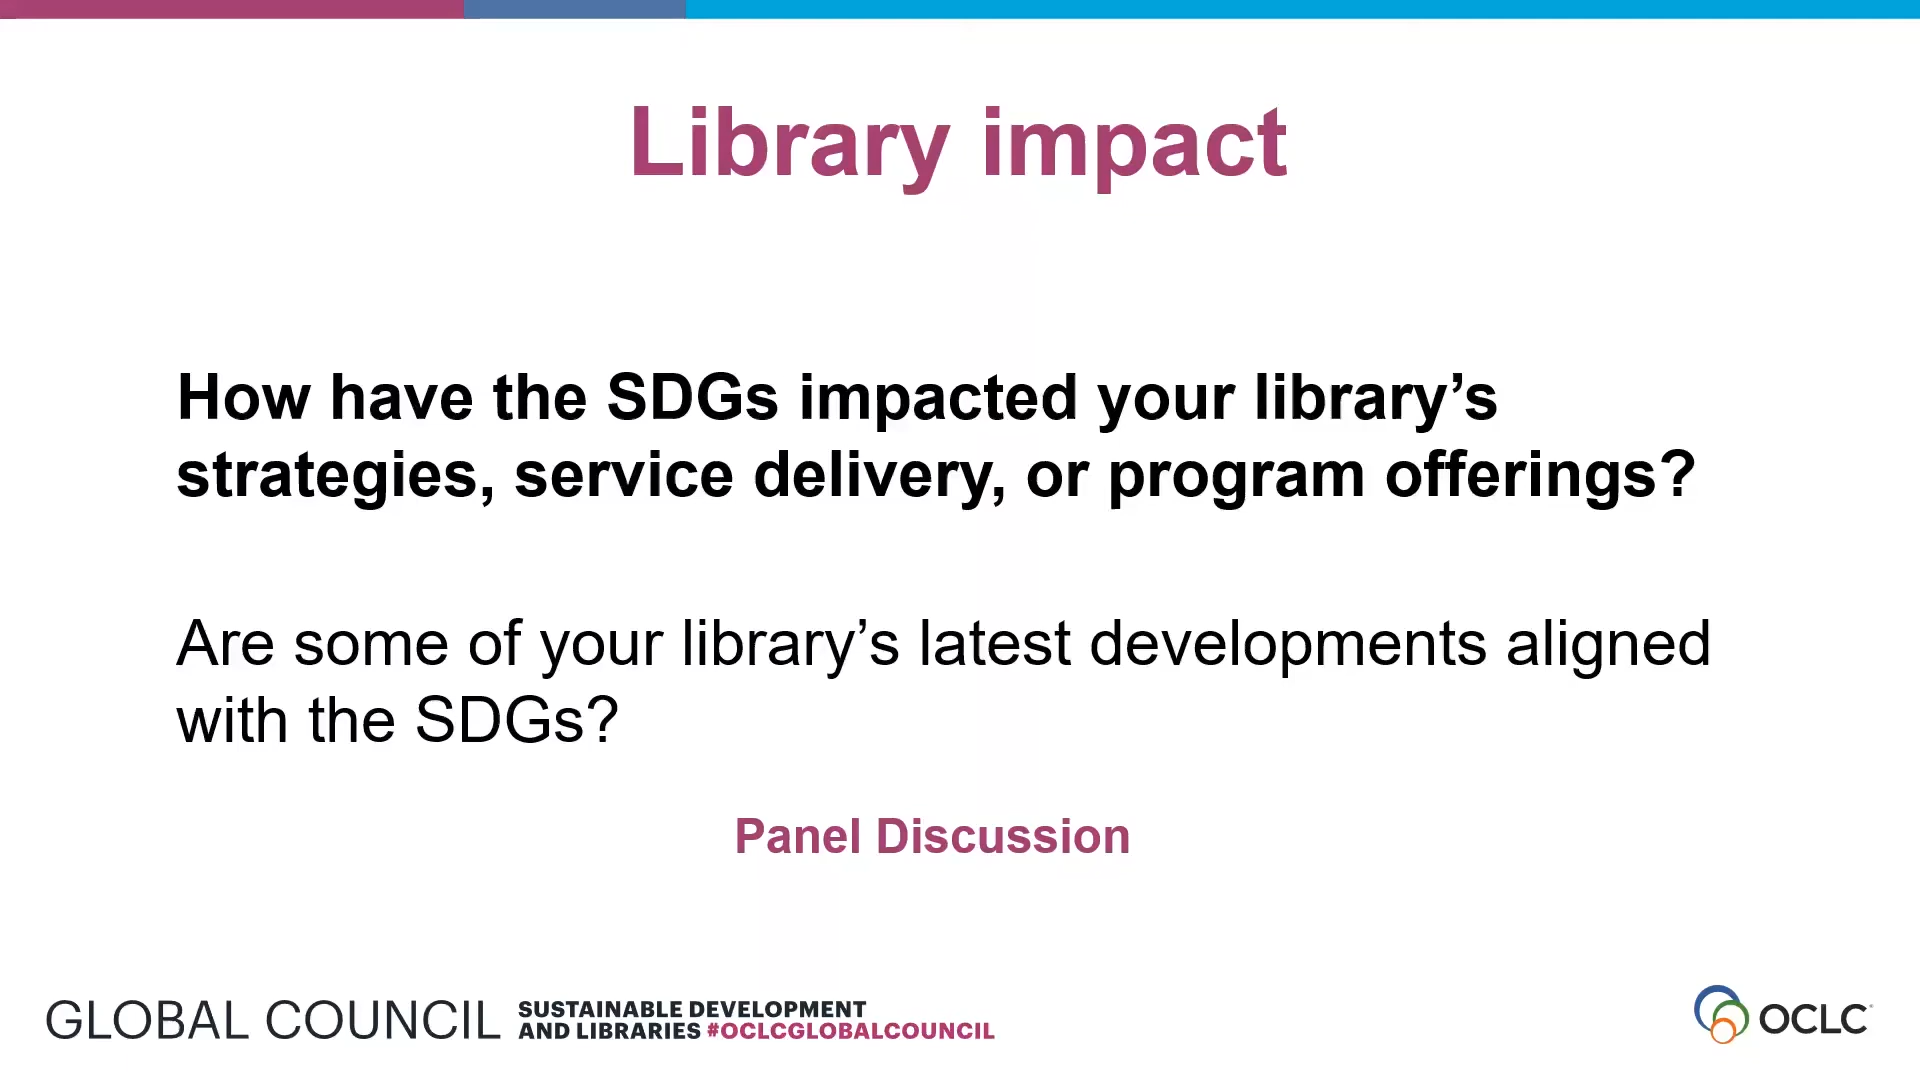 Library impact
How have the SDGs impacted your library’s
strategies, service delivery, or program offerings?
Are some of your library’s latest developments aligned
with the SDGs?
Panel Discussion
GLOBAL COUNCIL
SUSTAINABLE DEVELOPMENT
AND LIBRARIES #OCLCGLOBALCOUNCIL
OCLC